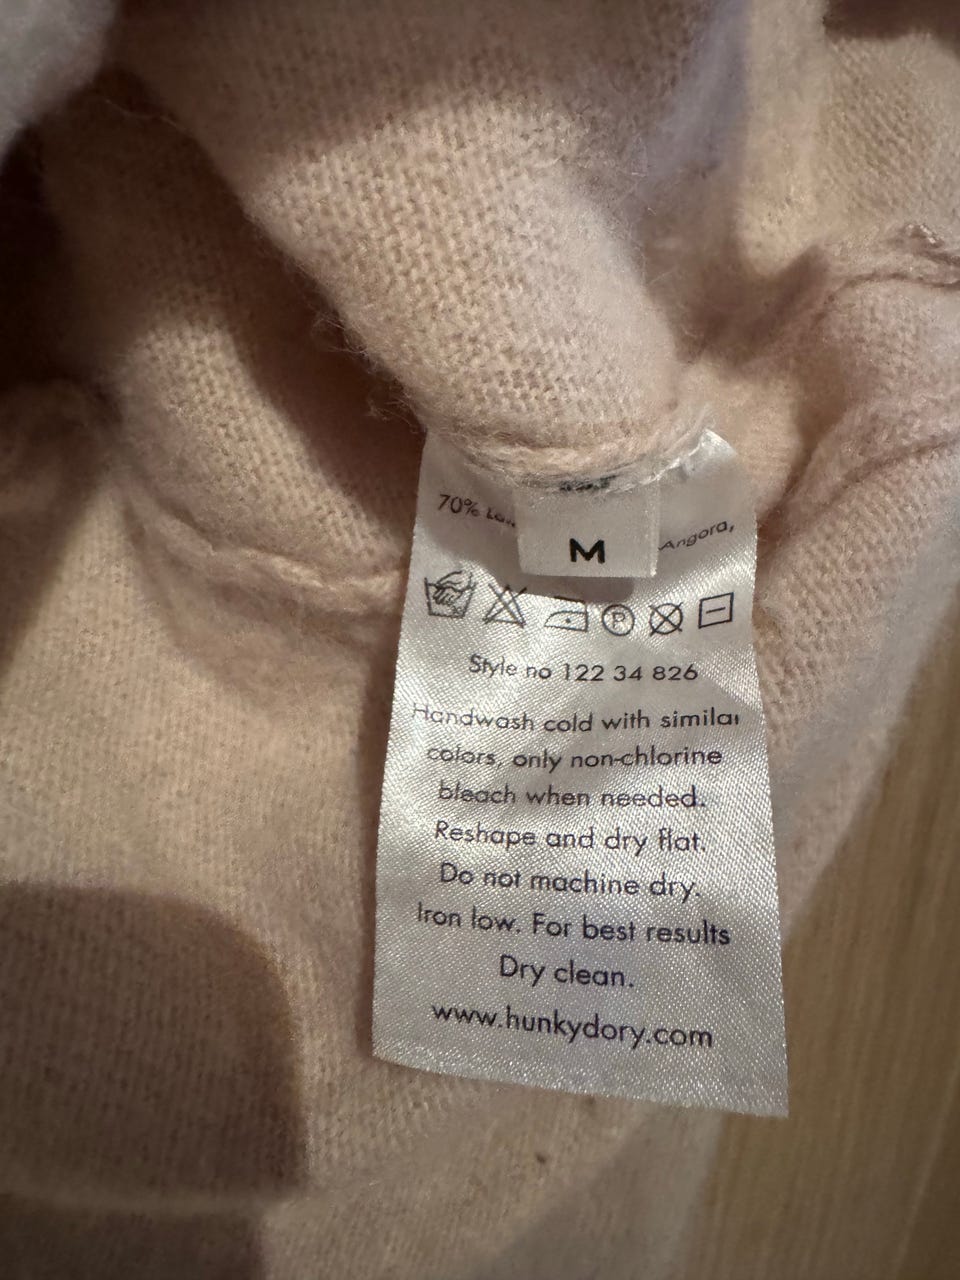 70%
Angora,
M
P
Style no 122 34 826
Handwash cold with similar
colors, only non-chlorine
bleach when needed.
Reshape and dry flat.
Do not machine dry.
Iron low. For best results
Dry clean.
www.hunkydory.com